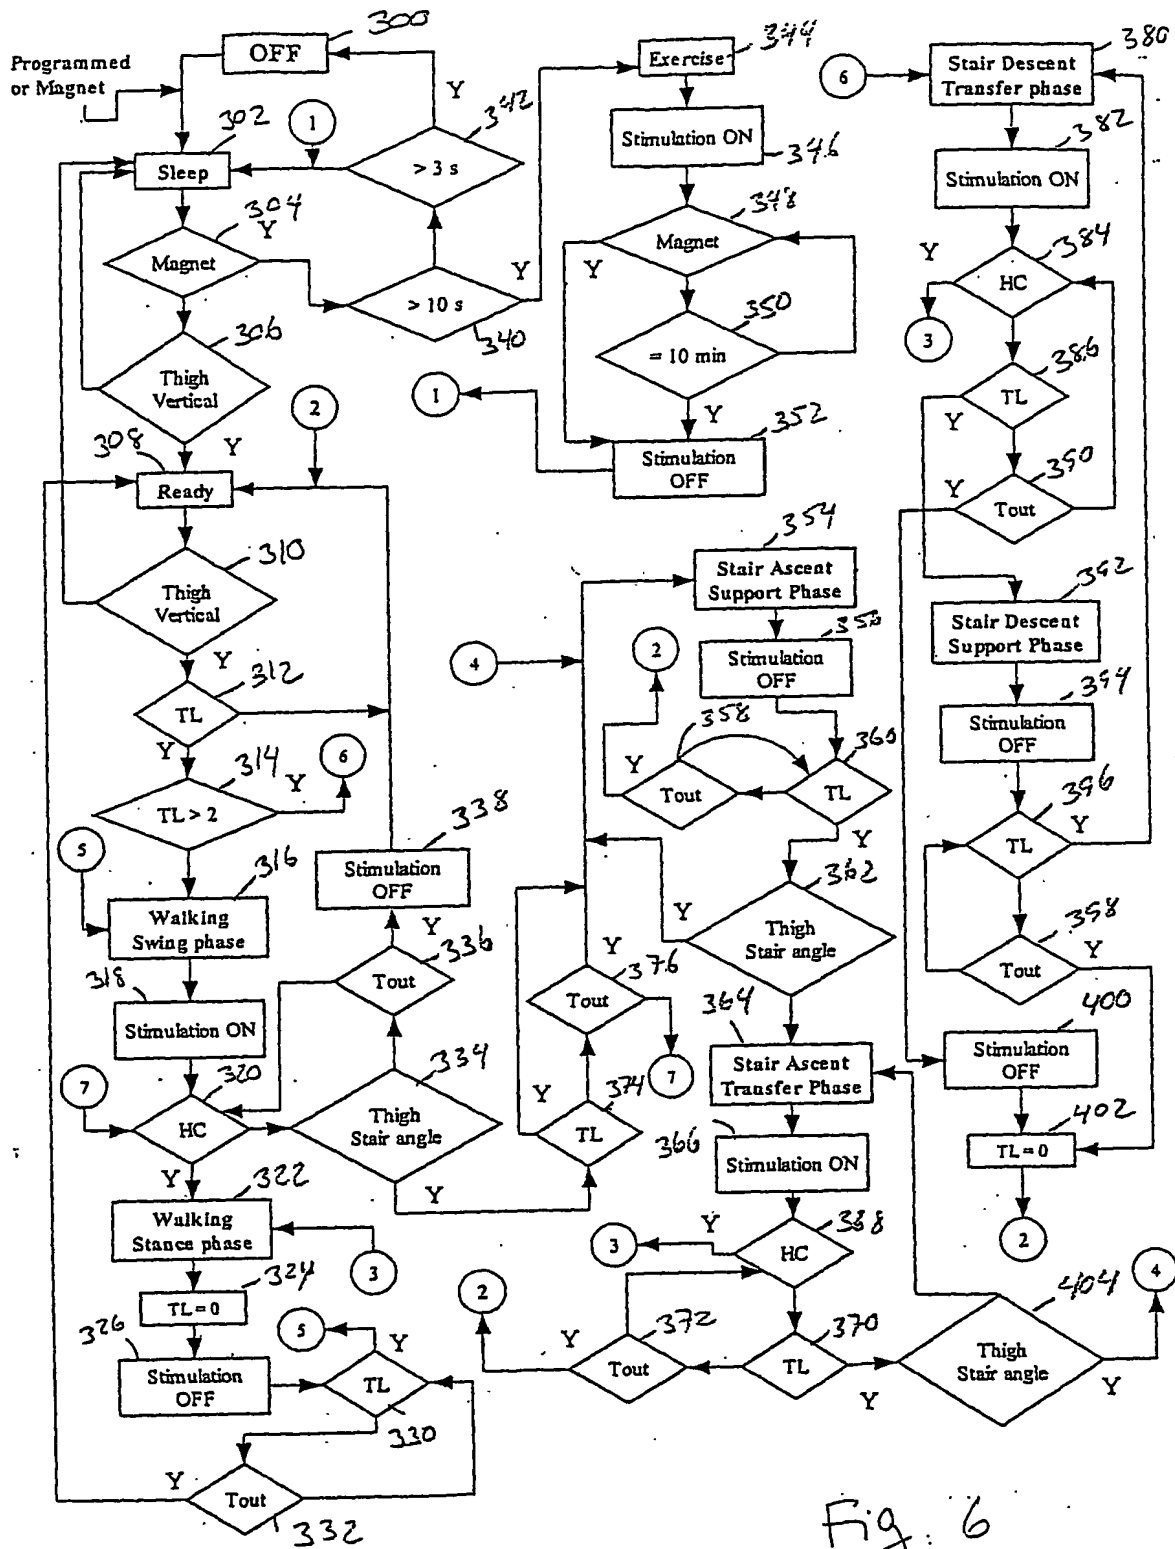 300
OFF
Programmed
or Magnet
Y
342
302
1
> 3 s
Sleep
304
Y
Magnet
> 10 s
Y
340
306
Thigh
Vertical
2
308
Y
Ready
310
Thigh
Vertical
Y
312
TL
Y
314
Y
6
TL > 2
5
316
Walking
Swing phase
338
Stimulation
OFF
Y
336
Tout
318
Stimulation ON
334
7
320
HC
Thigh
Stair angle
Y
Y
322
Walking
Stance phase
3
324
TL = 0
326
5
Y
Stimulation
OFF
TL
330
Y
Tout
332
344
Exercise
Stimulation ON
346
348
Magnet
Y
350
= 10 min
1
Y
352
Stimulation
OFF
354
Stair Ascent
Support Phase
4
2
Stimulation
OFF
358
360
Y
Tout
TL
Y
362
Y
Thigh
Stair angle
Y
376
Tout
364
7
Stair Ascent
Transfer Phase
Y
374
TL
366
Stimulation ON
Y
368
3
HC
2
372
370
Y
Tout
TL
Y
404
4
Thigh
Stair angle
Y
380
6
Stair Descent
Transfer phase
382
Stimulation ON
Y
384
HC
3
386
TL
Y
390
Y
Tout
392
Stair Descent
Support Phase
394
Stimulation
OFF
396
TL
Y
398
Tout
Y
400
Stimulation
OFF
402
TL = 0
2
Fig. 6